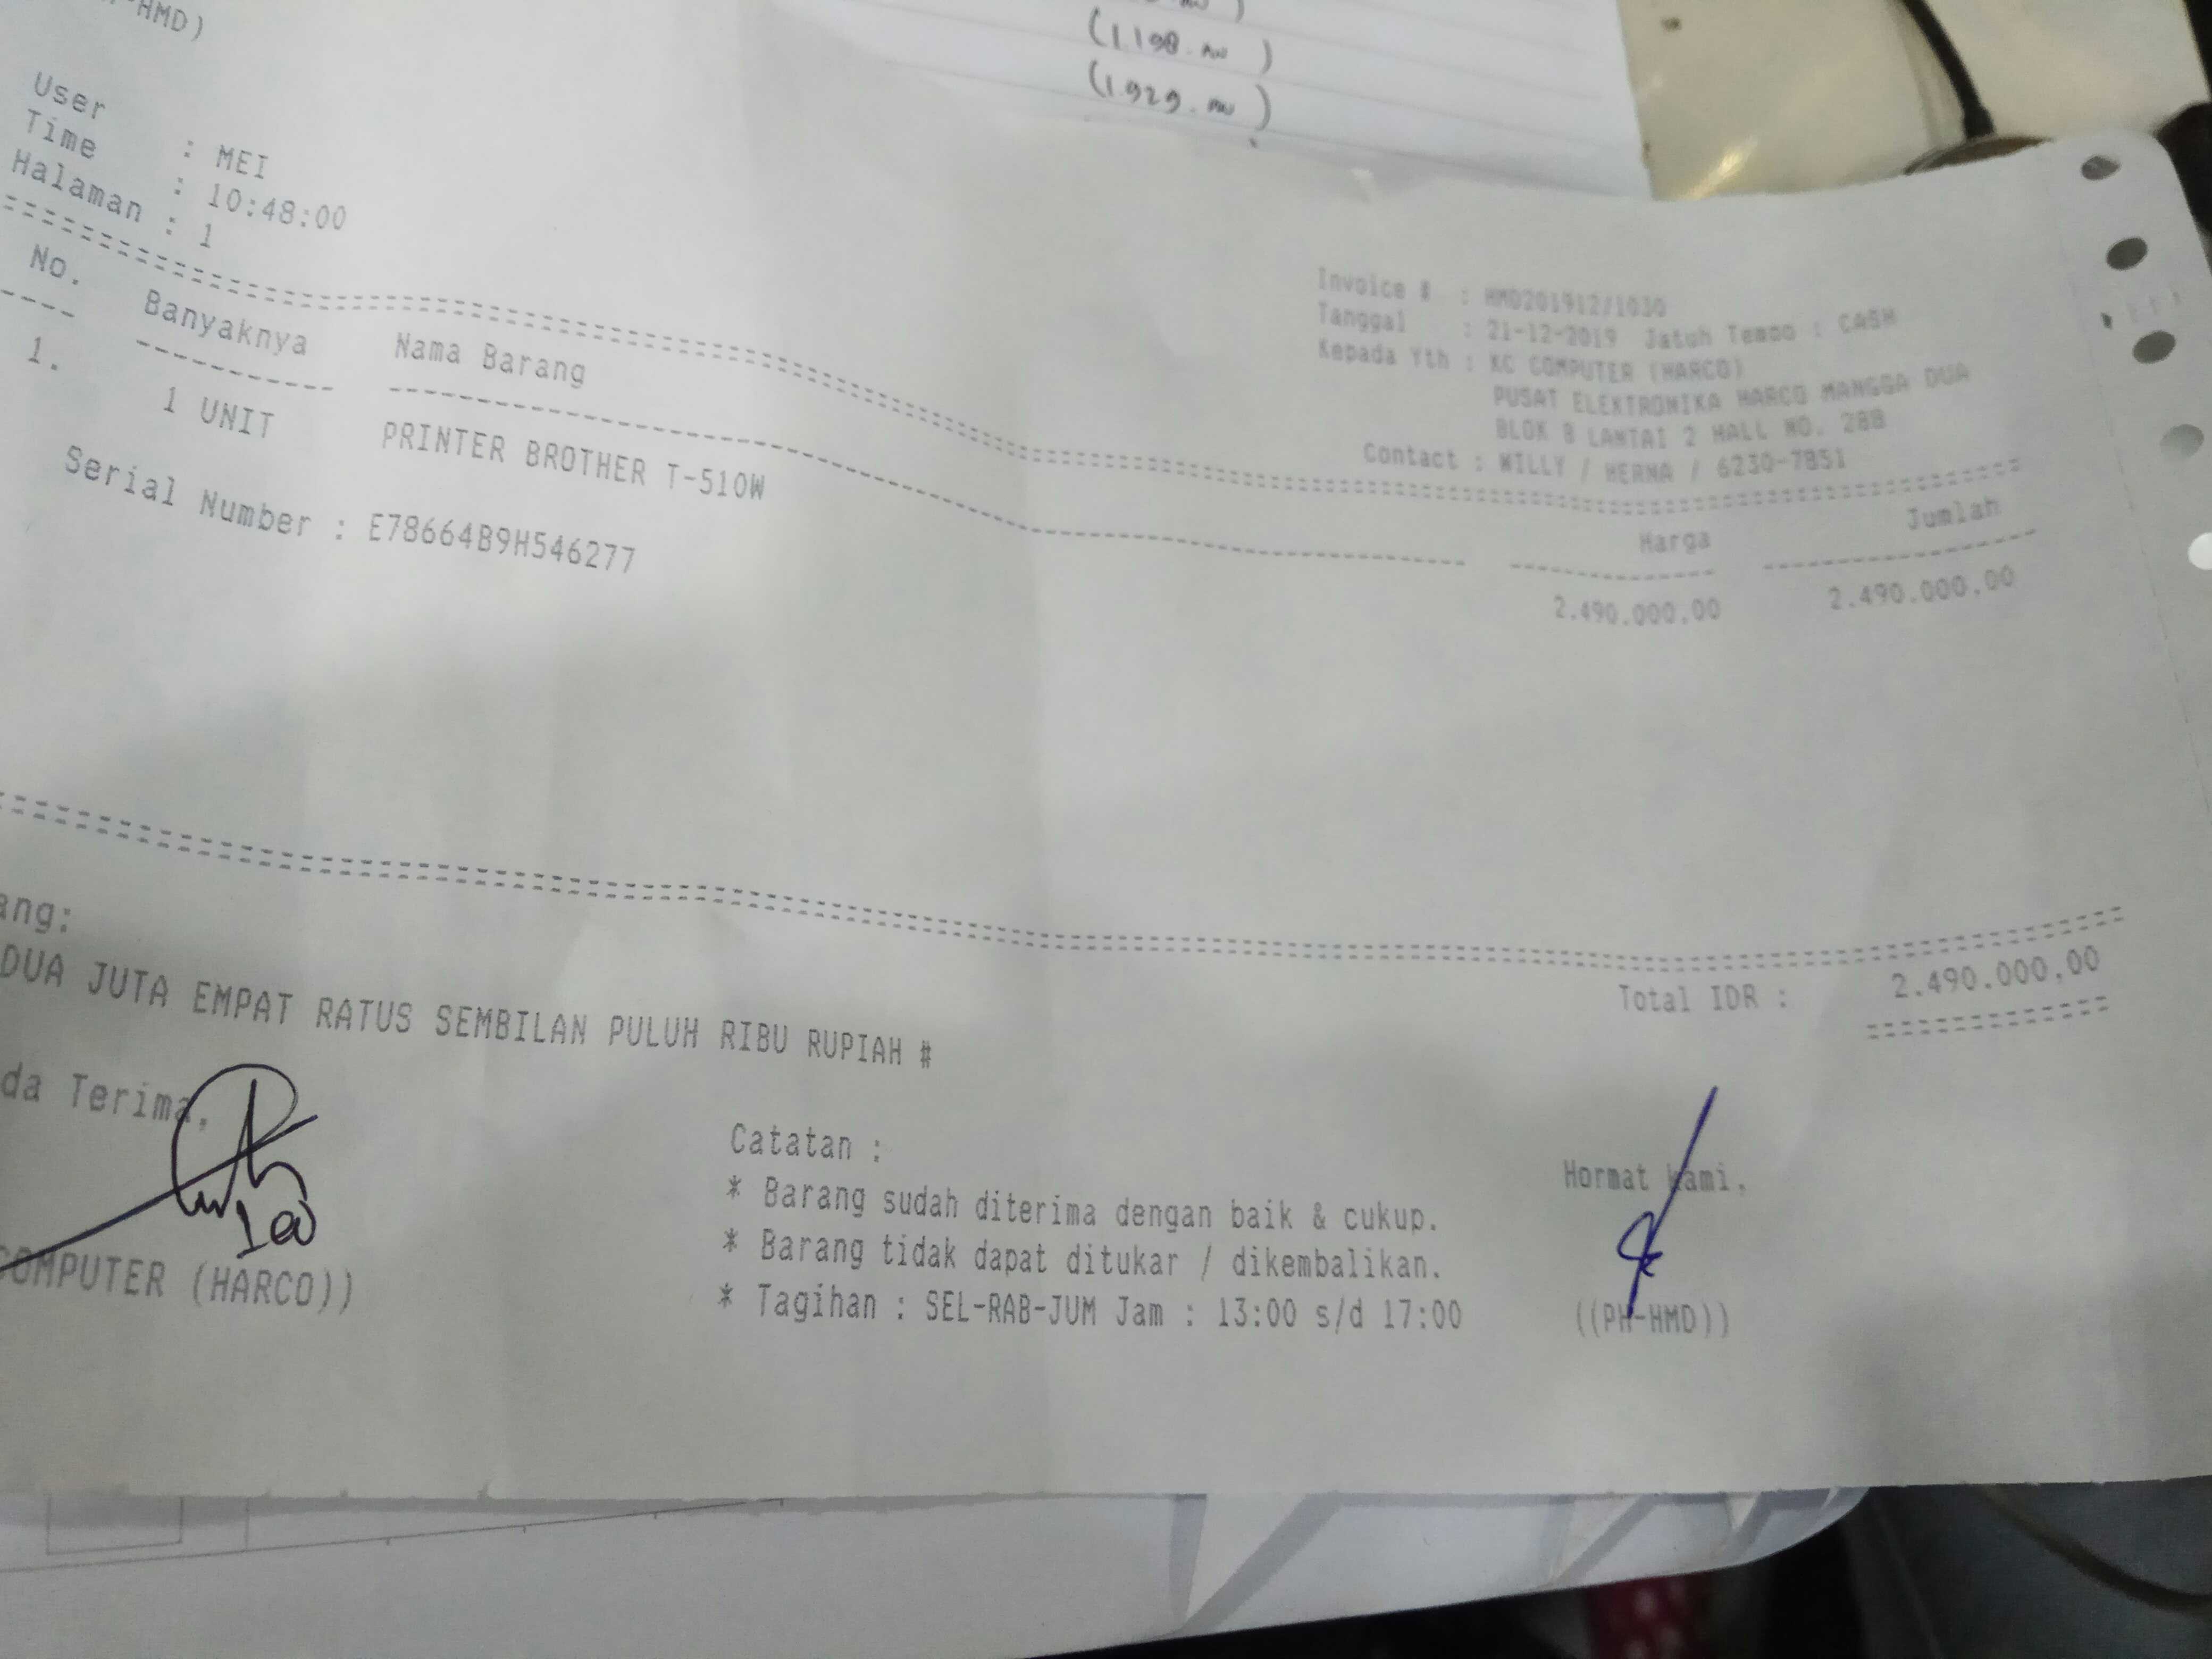 -HMD)
(1.198.
(1.929.
User : MEI
Time : 10:48:00
Halaman : 1
Invoice # : HMD201912/1030
Tanggal : 21-12-2019 Jatuh Tempo : CASH
Kepada Yth : KC COMPUTER (HARCO)
PUSAT ELEKTRONIKA HARCO MANGGA DUA
BLOK B LANTAI 2 HALL NO. 288
Contact : WILLY / HERNA / 6230-7851
No. Banyaknya Nama Barang Harga Jumlah
1. 1 UNIT PRINTER BROTHER T-510W 2.490.000,00 2.490.000,00
Serial Number : E78664B9H546277
ang:
DUA JUTA EMPAT RATUS SEMBILAN PULUH RIBU RUPIAH #
Total IDR : 2.490.000,00
da Terima,
COMPUTER (HARCO))
Catatan :
* Barang sudah diterima dengan baik & cukup.
* Barang tidak dapat ditukar / dikembalikan.
* Tagihan : SEL-RAB-JUM Jam : 13:00 s/d 17:00
Hormat kami,
((PH-HMD))